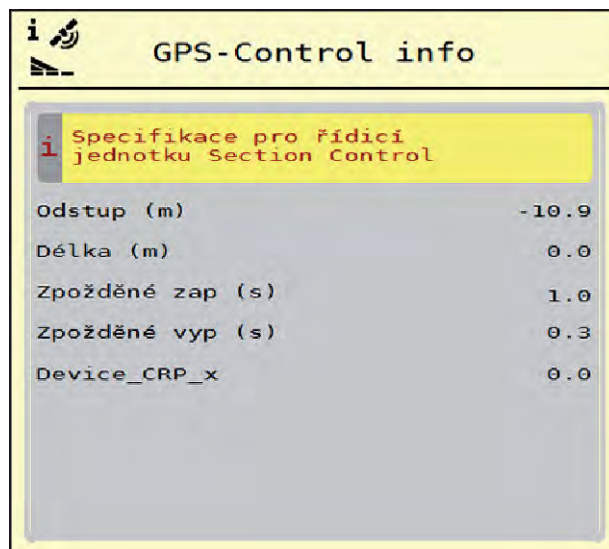 i
GPS-Control info
i
Specifikace pro řídicí
jednotku Section Control
Odstup (m) -10.9
Délka (m) 0.0
Zpožděné zap (s) 1.0
Zpožděné vyp (s) 0.3
Device_CRP_x 0.0